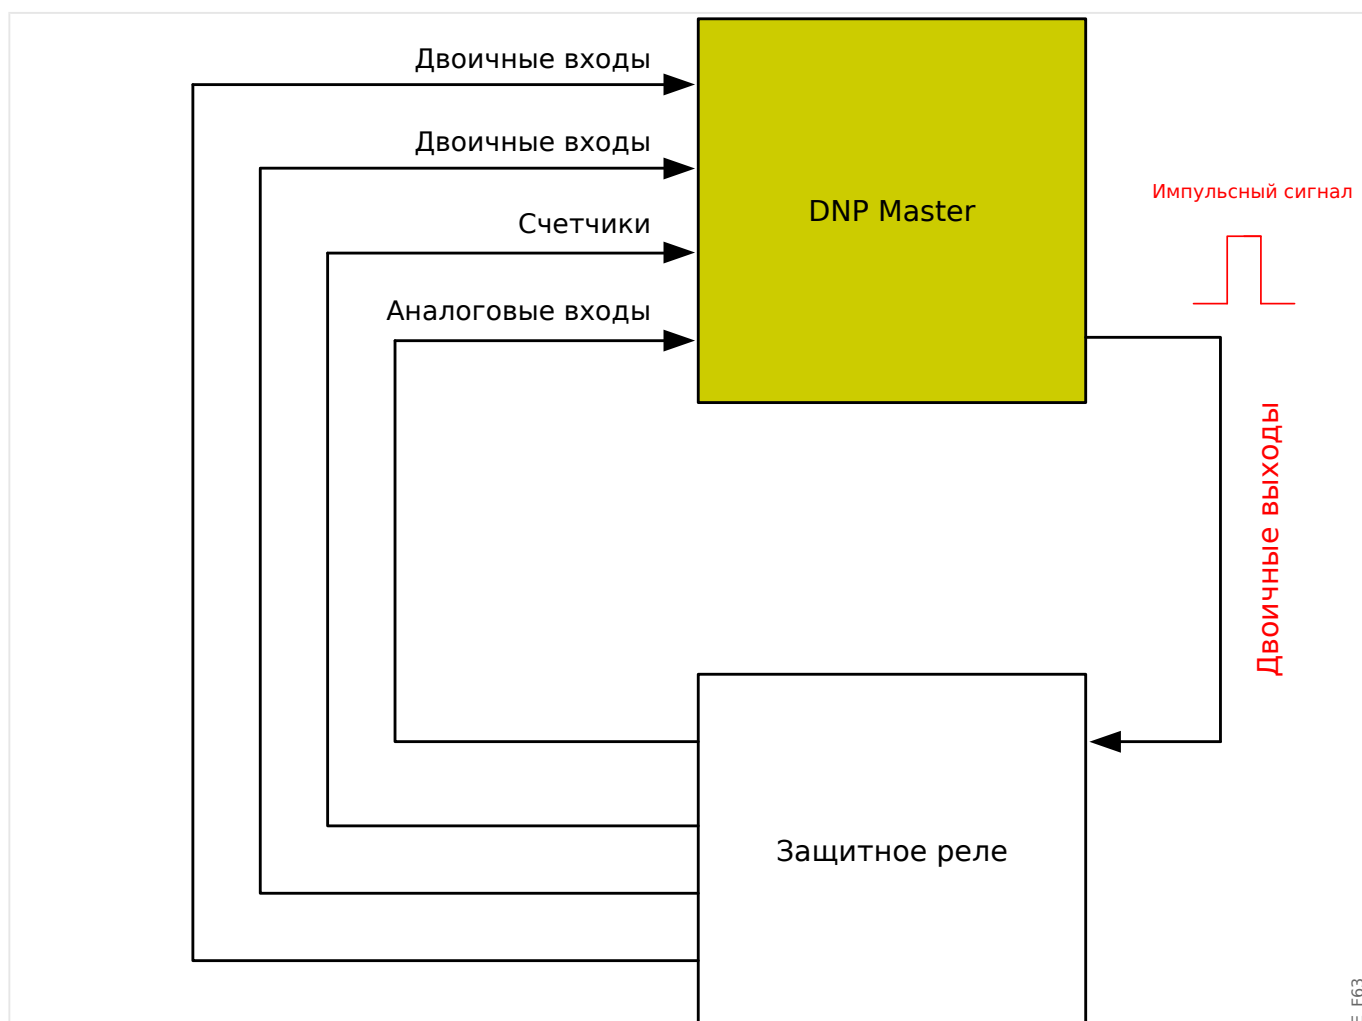 Двоичные входы
Двоичные входы
Счетчики
Аналоговые входы
DNP Master
Импульсный сигнал
Двоичные выходы
Защитное реле